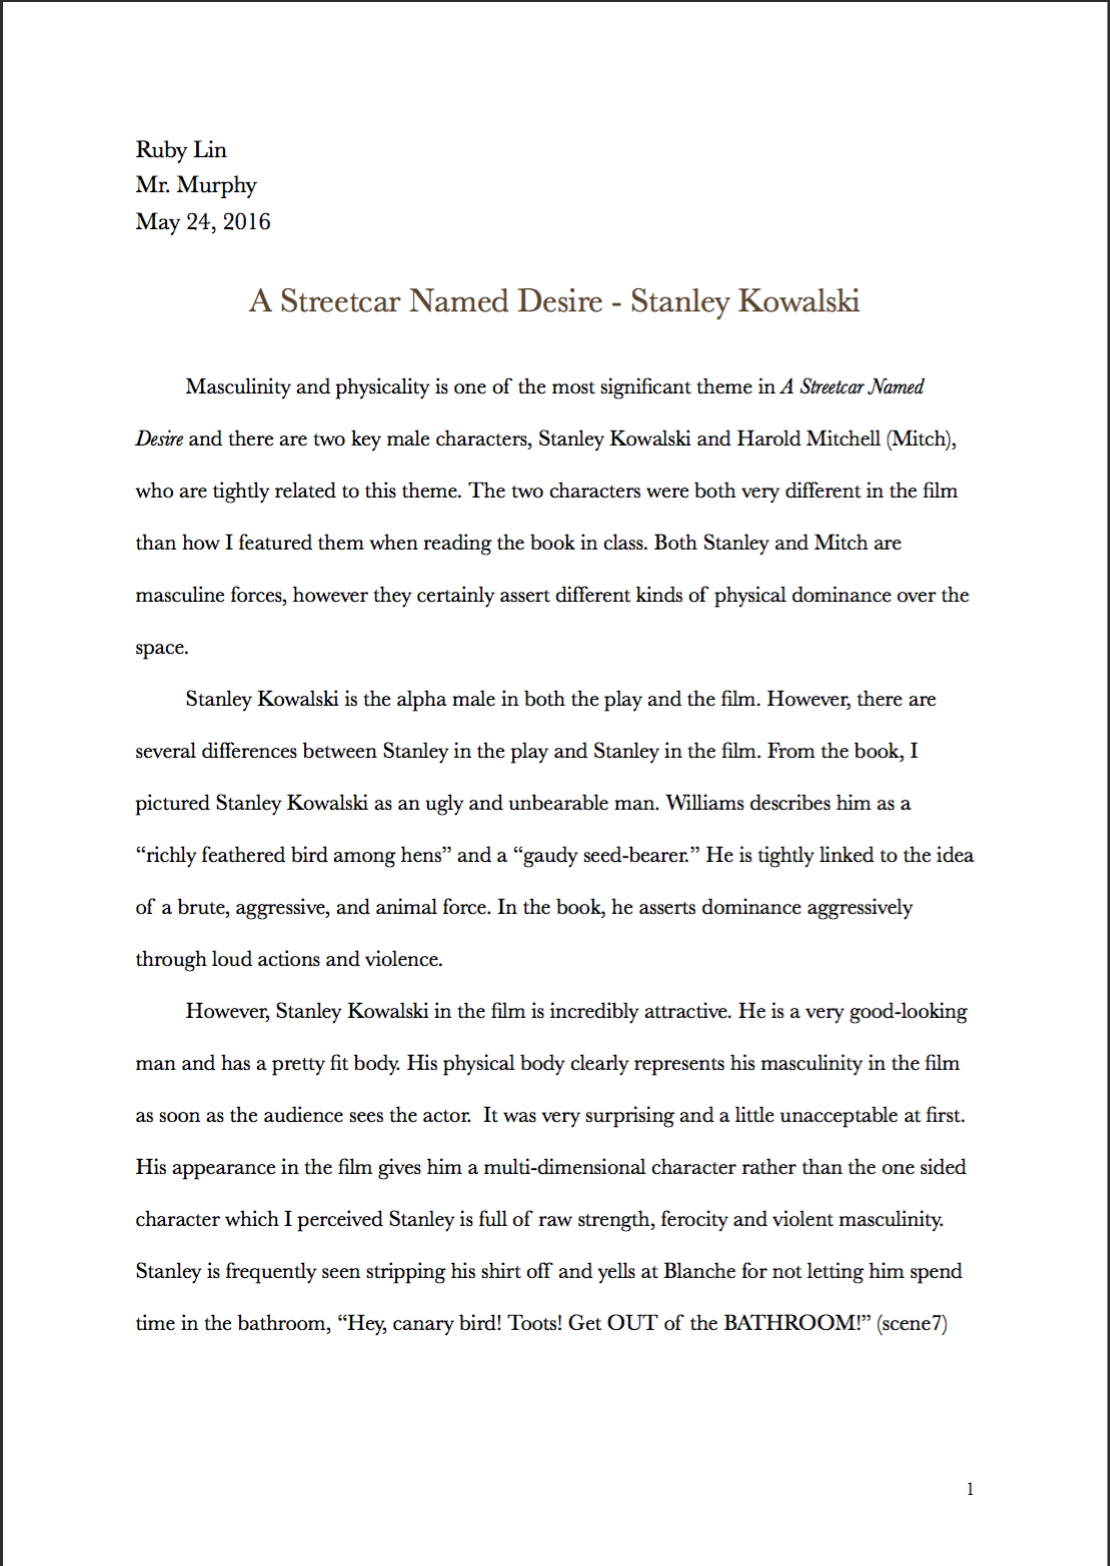 Ruby Lin
Mr. Murphy
May 24, 2016
A Streetcar Named Desire - Stanley Kowalski
Masculinity and physicality is one of the most significant theme in A Streetcar Named
Desire and there are two key male characters, Stanley Kowalski and Harold Mitchell (Mitch),
who are tightly related to this theme. The two characters were both very different in the film
than how I featured them when reading the book in class. Both Stanley and Mitch are
masculine forces, however they certainly assert different kinds of physical dominance over the
space.
Stanley Kowalski is the alpha male in both the play and the film. However, there are
several differences between Stanley in the play and Stanley in the film. From the book, I
pictured Stanley Kowalski as an ugly and unbearable man. Williams describes him as a
“richly feathered bird among hens” and a “gaudy seed-bearer.” He is tightly linked to the idea
of a brute, aggressive, and animal force. In the book, he asserts dominance aggressively
through loud actions and violence.
However, Stanley Kowalski in the film is incredibly attractive. He is a very good-looking
man and has a pretty fit body. His physical body clearly represents his masculinity in the film
as soon as the audience sees the actor.  It was very surprising and a little unacceptable at first.
His appearance in the film gives him a multi-dimensional character rather than the one sided
character which I perceived Stanley is full of raw strength, ferocity and violent masculinity.
Stanley is frequently seen stripping his shirt off and yells at Blanche for not letting him spend
time in the bathroom, “Hey, canary bird! Toots! Get OUT of the BATHROOM!” (scene7)
1